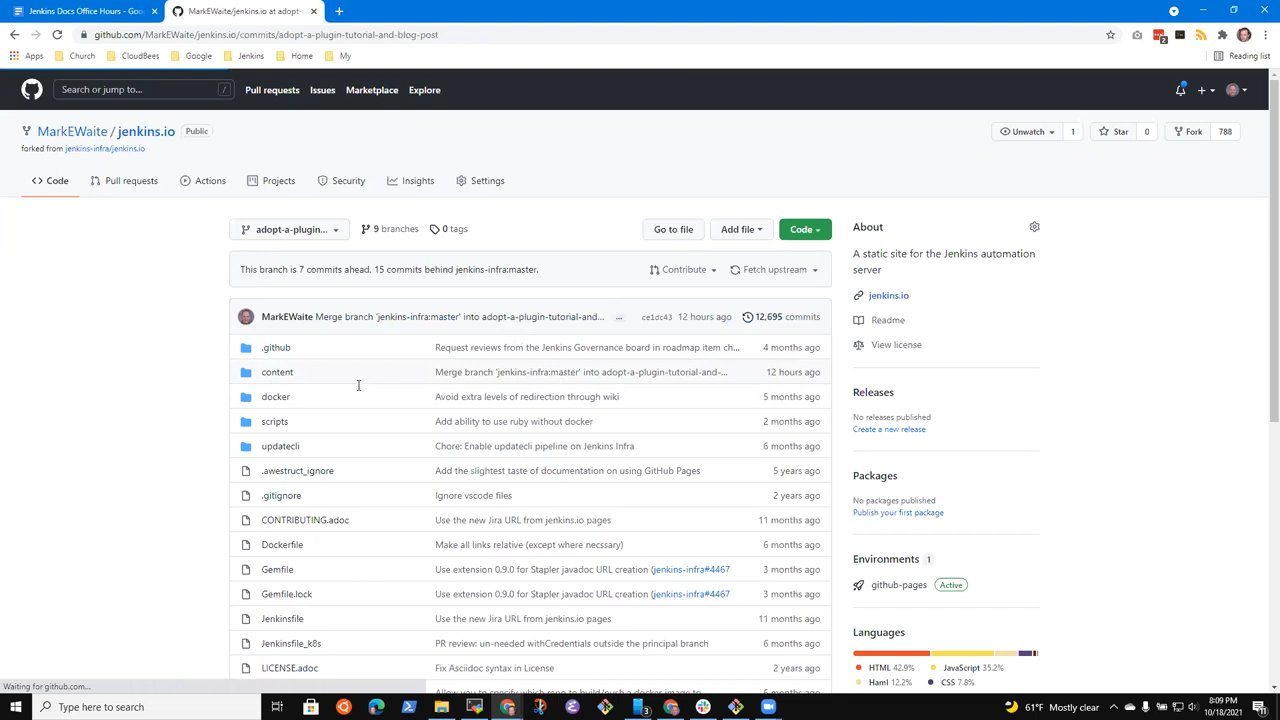 Jenkins Docs Office Hours - Goo
MarkEWaite/jenkins.io at adopt-a
github.com/MarkEWaite/jenkins.io/commits/adopt-a-plugin-tutorial-and-blog-post
Apps Church CloudBees Google Jenkins Home My Reading list
Search or jump to... / Pull requests Issues Marketplace Explore
MarkEWaite / jenkins.io Public
Unwatch 1 Star 0 Fork 788
forked from jenkins-infra/jenkins.io
Code Pull requests Actions Projects Security Insights Settings
adopt-a-plugin... 9 branches 0 tags Go to file Add file Code
About
A static site for the Jenkins automation
server
jenkins.io
Readme
View license
This branch is 7 commits ahead, 15 commits behind jenkins-infra:master. Contribute Fetch upstream
MarkEWaite Merge branch 'jenkins-infra:master' into adopt-a-plugin-tutorial-and-... ... ce1dc43 12 hours ago 12,695 commits
.github Request reviews from the Jenkins Governance board in roadmap item ch... 4 months ago
content Merge branch 'jenkins-infra:master' into adopt-a-plugin-tutorial-and-... 12 hours ago
docker Avoid extra levels of redirection through wiki 5 months ago
scripts Add ability to use ruby without docker 2 months ago
updatecli Chore: Enable updatecli pipeline on Jenkins Infra 6 months ago
.awestruct_ignore Add the slightest taste of documentation on using GitHub Pages 5 years ago
.gitignore Ignore vscode files 2 years ago
CONTRIBUTING.adoc Use the new Jira URL from jenkins.io pages 11 months ago
Dockerfile Make all links relative (except where necssary) 6 months ago
Gemfile Use extension 0.9.0 for Stapler javadoc URL creation (jenkins-infra#4467 3 months ago
Gemfile.lock Use extension 0.9.0 for Stapler javadoc URL creation (jenkins-infra#4467 3 months ago
Jenkinsfile Use the new Jira URL from jenkins.io pages 11 months ago
Jenkinsfile_k8s PR review: un-needed withCredentials outside the principal branch 6 months ago
LICENSE.adoc Fix Asciidoc syntax in License 2 years ago
Allow you to specify which repo to build/push a docker image to 6 months ago
Releases
No releases published
Create a new release
Packages
No packages published
Publish your first package
Environments 1
github-pages Active
Languages
HTML 42.9% JavaScript 35.2%
Haml 12.2% CSS 7.8%
Waiting for github.com...
Type here to search
61°F Mostly clear
8:09 PM
10/18/2021